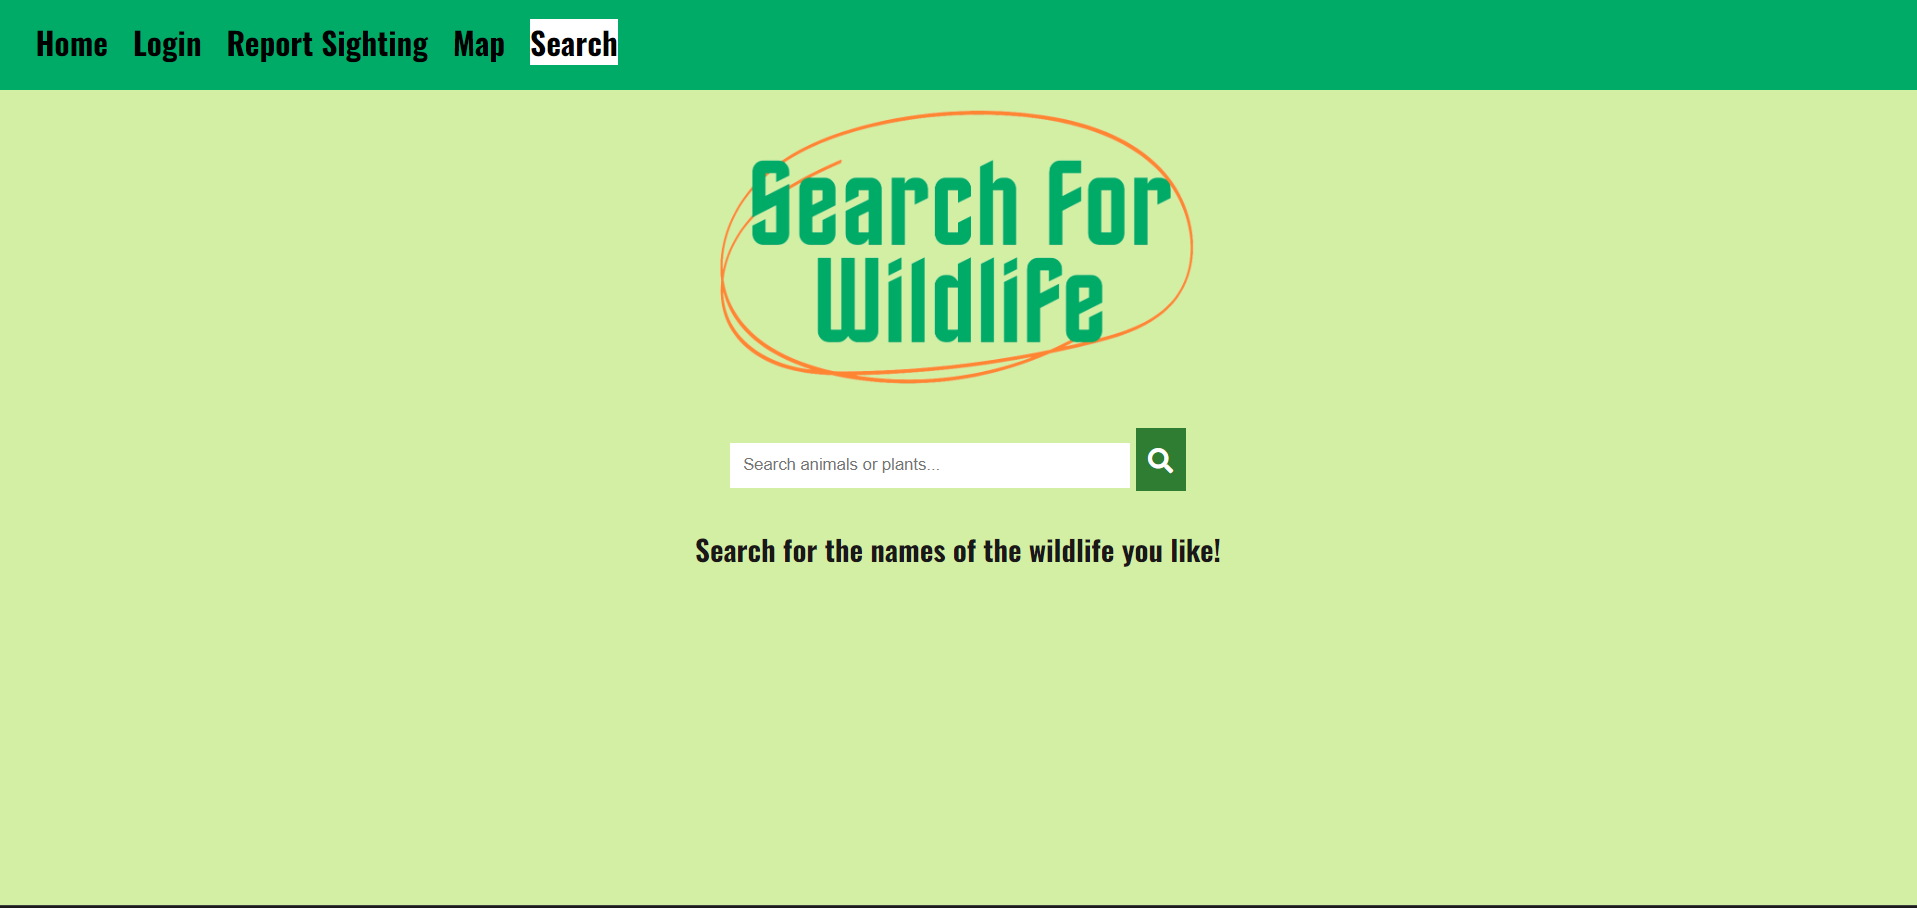 Home Login Report Sighting Map Search
Search For
Wildlife
Search animals or plants...
Search for the names of the wildlife you like!